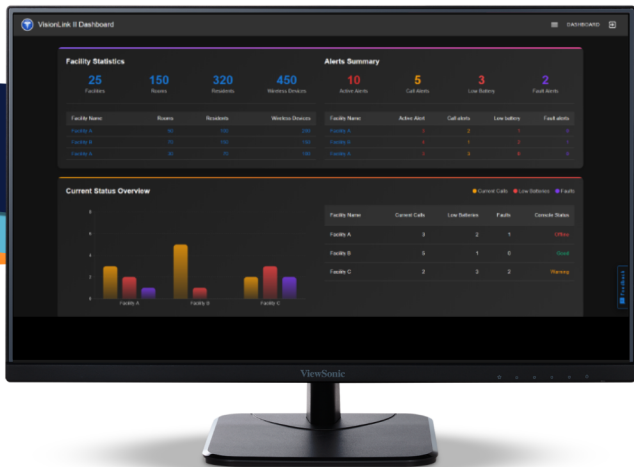 VisionLink II Dashboard
DASHBOARD
Facility Statistics
25 150 320 450
Facilities Rooms Residents Wireless Devices
Facility Name Rooms Residents Wireless Devices
Facility A
Facility B
Facility A
Alerts Summary
10 5 3 2
Active Alerts Call Alerts Low Battery Fault Alerts
Facility Name Active Alert Call alerts Low battery Fault alerts
Facility A
Facility A
Facility A
Current Status Overview
Current Calls Low Batteries Faults
Facility A Facility B Facility C
Facility Name Current Calls Low Batteries Faults Console Status
Facility A 3 2 1 Offline
Facility B 5 1 0 Good
Facility C 2 3 2 Warning
Feedback
ViewSonic